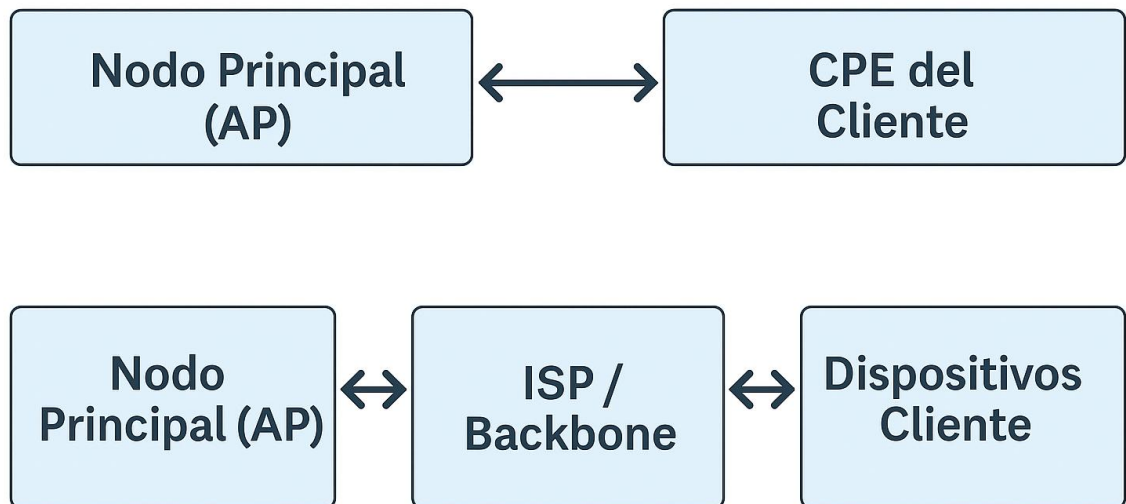 Nodo Principal
(AP)
CPE del
Cliente
Nodo
Principal (AP)
ISP /
Backbone
Dispositivos
Cliente